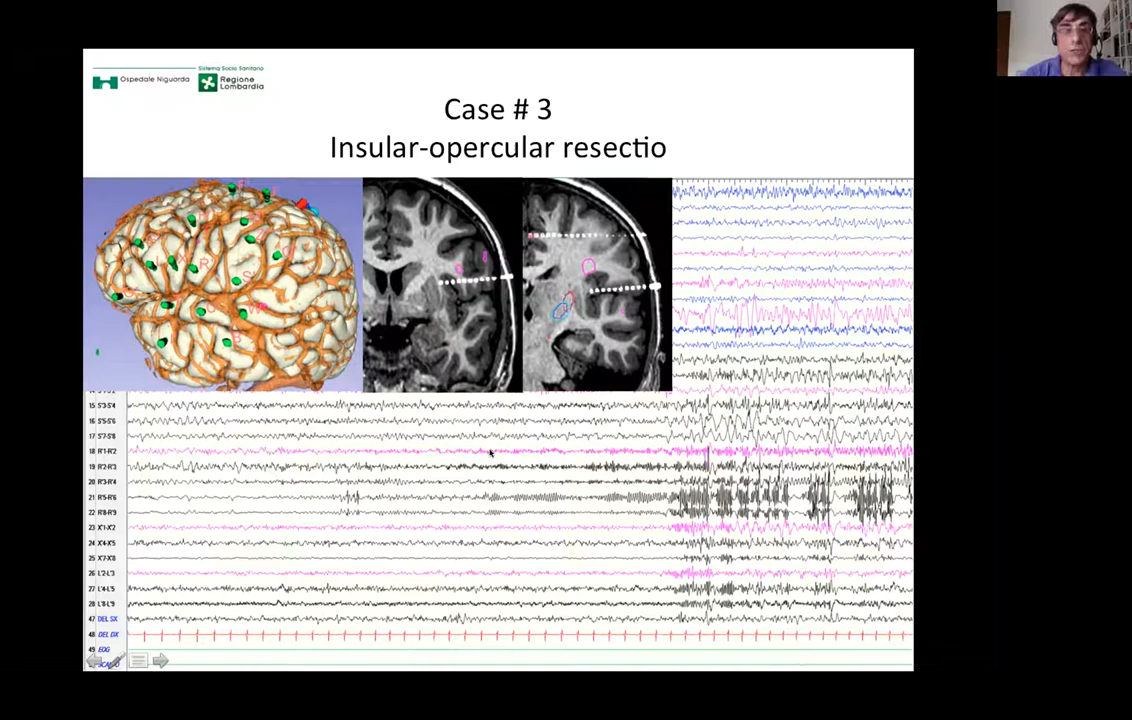 Ospedale Niguarda
Sistema Socio Sanitario
Regione
Lombardia
Case # 3
Insular-opercular resectio
15 S'3-S'4
16 S'5-S'6
17 S'7-S'8
18 R'1-R'2
19 R'2-R'3
20 R'3-R'4
21 R'5-R'6
22 R'8-R'9
23 X'1-X'2
24 X'4-X'5
25 X'7-X'8
26 L'2-L'3
27 L'4-L'5
28 L'8-L'9
47 DEL SX
48 DEL DX
49